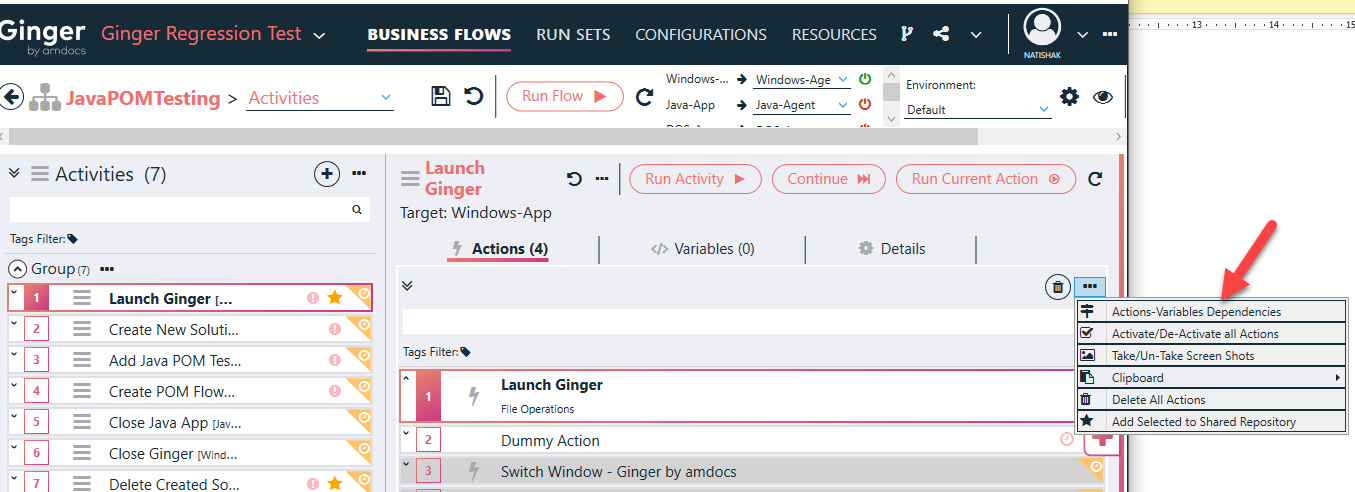 Ginger
by amdocs
Ginger Regression Test
BUSINESS FLOWS
RUN SETS
CONFIGURATIONS
RESOURCES
NATISHAK
13
14
15
JavaPOMTesting > Activities
Run Flow
Windows-... Windows-Age
Java-App Java-Agent
Environment:
Default
Activities (7)
Tags Filter:
Group (7)
1 Launch Ginger [...
2 Create New Soluti...
3 Add Java POM Tes...
4 Create POM Flow...
5 Close Java App [Jav...
6 Close Ginger [Wind...
7 Delete Created So...
Launch
Ginger
Run Activity
Continue
Run Current Action
Target: Windows-App
Actions (4)
Variables (0)
Details
Tags Filter:
1 Launch Ginger
File Operations
2 Dummy Action
3 Switch Window - Ginger by amdocs
Actions-Variables Dependencies
Activate/De-Activate all Actions
Take/Un-Take Screen Shots
Clipboard
Delete All Actions
Add Selected to Shared Repository